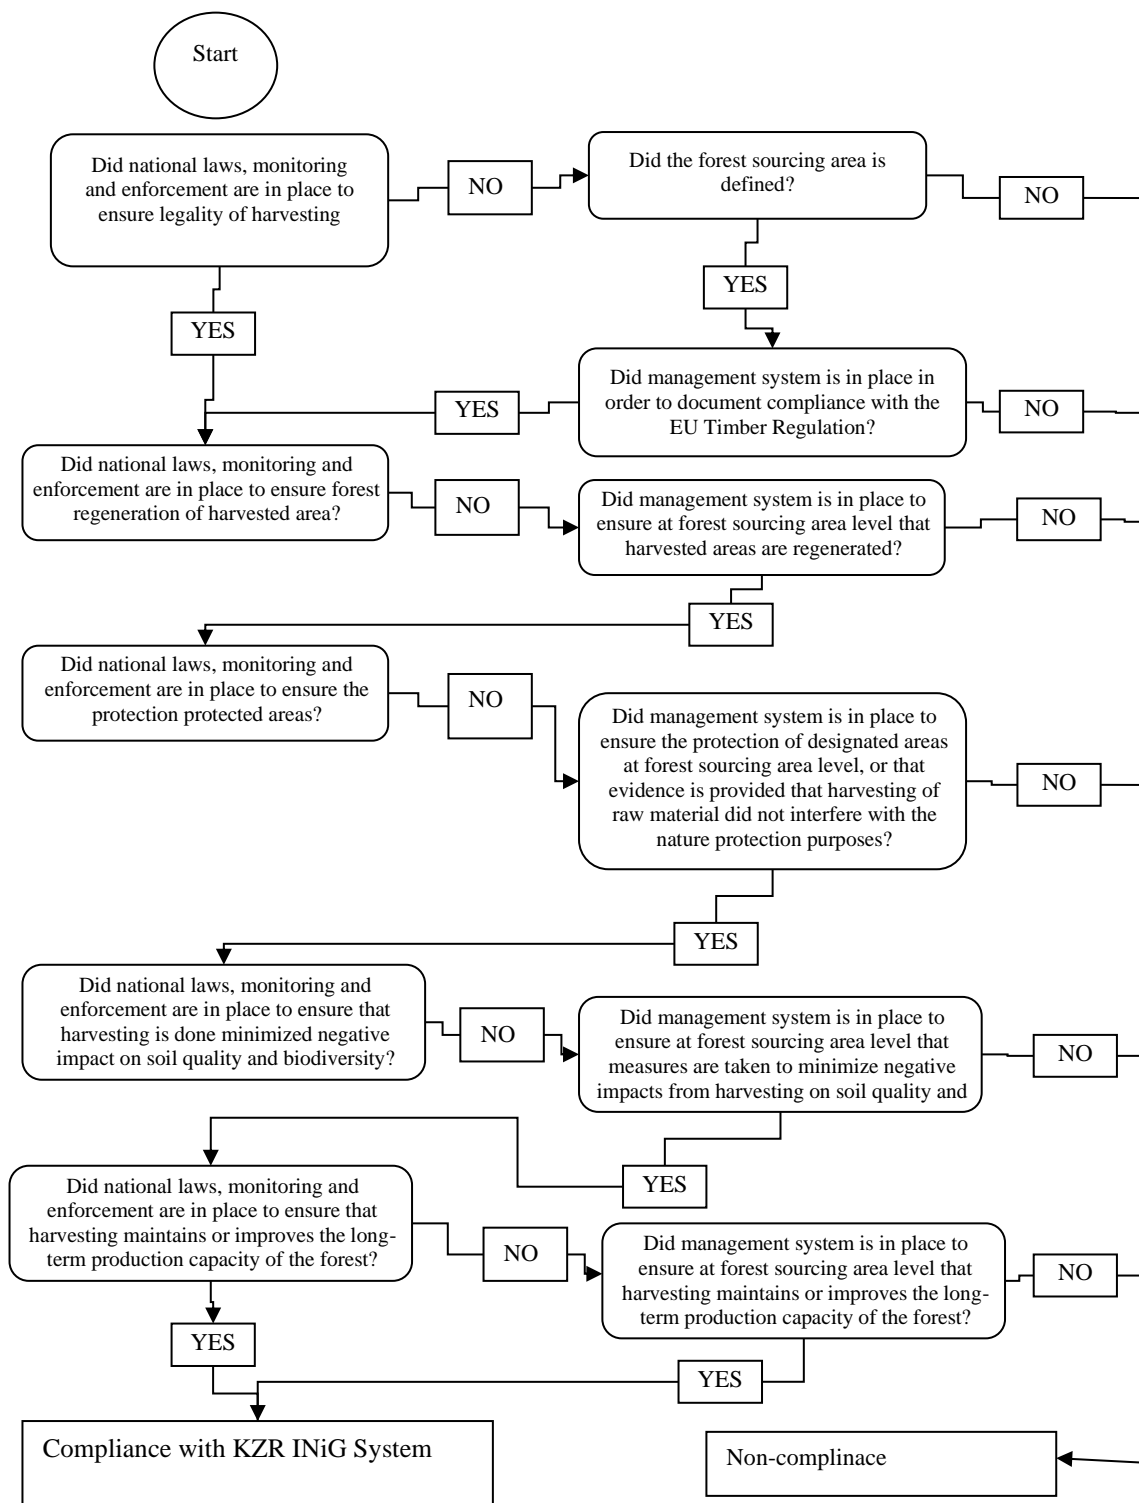 Start
Did national laws, monitoring
and enforcement are in place to
ensure legality of harvesting
NO
Did the forest sourcing area is
defined?
NO
YES
YES
Did management system is in place in
order to document compliance with the
EU Timber Regulation?
YES
NO
Did national laws, monitoring and
enforcement are in place to ensure forest
regeneration of harvested area?
NO
Did management system is in place to
ensure at forest sourcing area level that
harvested areas are regenerated?
NO
YES
Did national laws, monitoring and
enforcement are in place to ensure the
protection protected areas?
NO
Did management system is in place to
ensure the protection of designated areas
at forest sourcing area level, or that
evidence is provided that harvesting of
raw material did not interfere with the
nature protection purposes?
NO
YES
Did national laws, monitoring and
enforcement are in place to ensure that
harvesting is done minimized negative
impact on soil quality and biodiversity?
NO
Did management system is in place to
ensure at forest sourcing area level that
measures are taken to minimize negative
impacts from harvesting on soil quality and
NO
YES
Did national laws, monitoring and
enforcement are in place to ensure that
harvesting maintains or improves the long-
term production capacity of the forest?
NO
Did management system is in place to
ensure at forest sourcing area level that
harvesting maintains or improves the long-
term production capacity of the forest?
NO
YES
YES
Compliance with KZR INiG System
Non-complinace